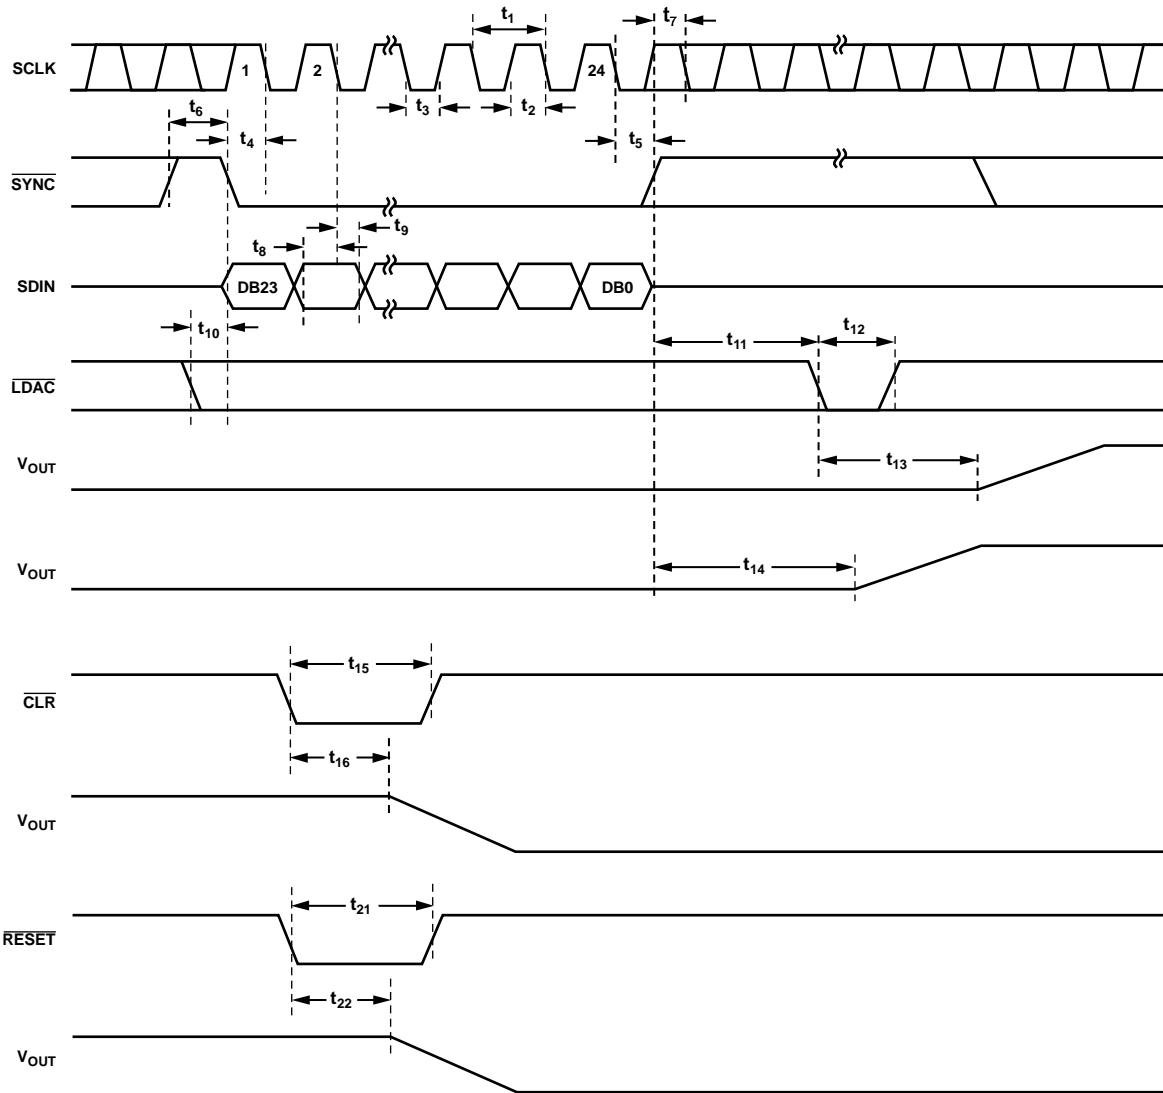 t1
t7
SCLK
1
2
24
t3
t2
t6
t4
t5
SYNC
t9
t8
SDIN
DB23
DB0
t10
t11
t12
LDAC
VOUT
t13
VOUT
t14
t15
CLR
t16
VOUT
t21
RESET
t22
VOUT